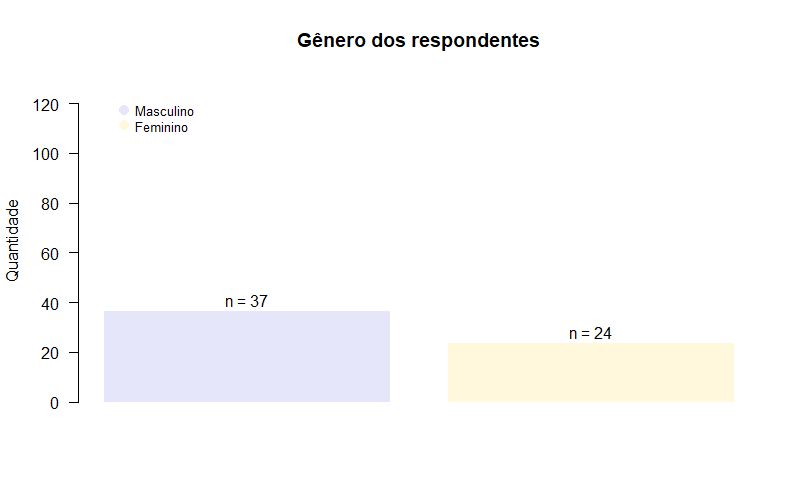 Gênero dos respondentes
Masculino
Feminino
Quantidade
120
100
80
60
40
20
0
n = 37
n = 24